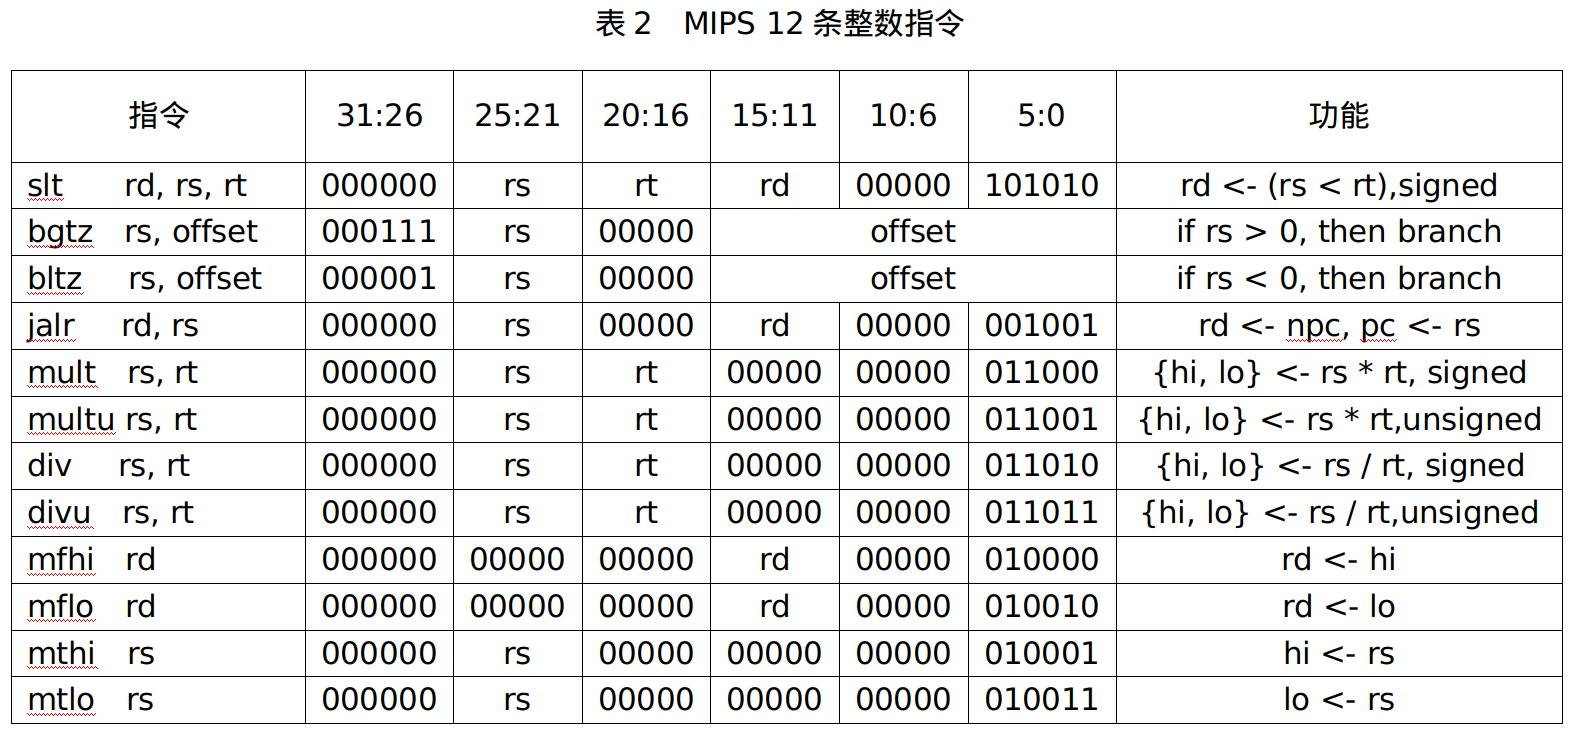 表 2 MIPS 12 条整数指令
指令 31:26 25:21 20:16 15:11 10:6 5:0 功能
slt rd, rs, rt 000000 rs rt rd 00000 101010 rd <- (rs < rt),signed
bgtz rs, offset 000111 rs 00000 offset if rs > 0, then branch
bltz rs, offset 000001 rs 00000 offset if rs < 0, then branch
jalr rd, rs 000000 rs 00000 rd 00000 001001 rd <- npc, pc <- rs
mult rs, rt 000000 rs rt 00000 00000 011000 {hi, lo} <- rs * rt, signed
multu rs, rt 000000 rs rt 00000 00000 011001 {hi, lo} <- rs * rt,unsigned
div rs, rt 000000 rs rt 00000 00000 011010 {hi, lo} <- rs / rt, signed
divu rs, rt 000000 rs rt 00000 00000 011011 {hi, lo} <- rs / rt,unsigned
mfhi rd 000000 00000 00000 rd 00000 010000 rd <- hi
mflo rd 000000 00000 00000 rd 00000 010010 rd <- lo
mthi rs 000000 rs 00000 00000 00000 010001 hi <- rs
mtlo rs 000000 rs 00000 00000 00000 010011 lo <- rs